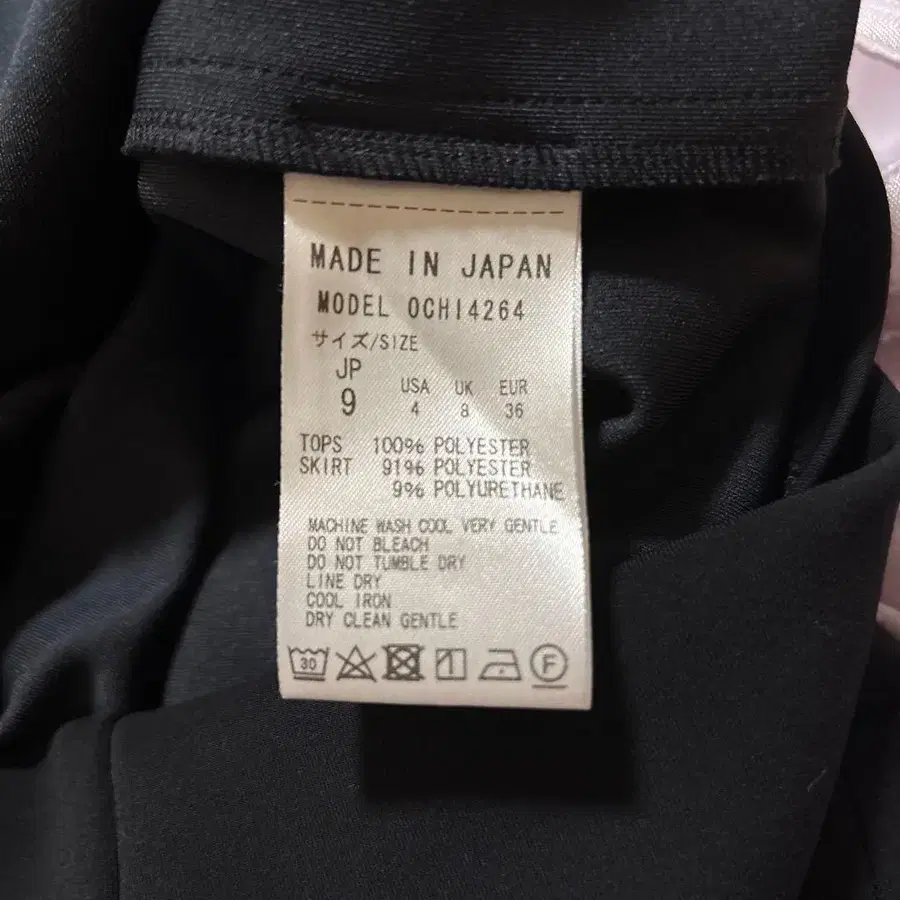 MADE IN JAPAN
MODEL OCHI4264
サイズ/SIZE
JP USA UK EUR
9 4 8 36
TOPS 100% POLYESTER
SKIRT 91% POLYESTER
9% POLYURETHANE
MACHINE WASH COOL VERY GENTLE
DO NOT BLEACH
DO NOT TUMBLE DRY
LINE DRY
COOL IRON
DRY CLEAN GENTLE
30 F